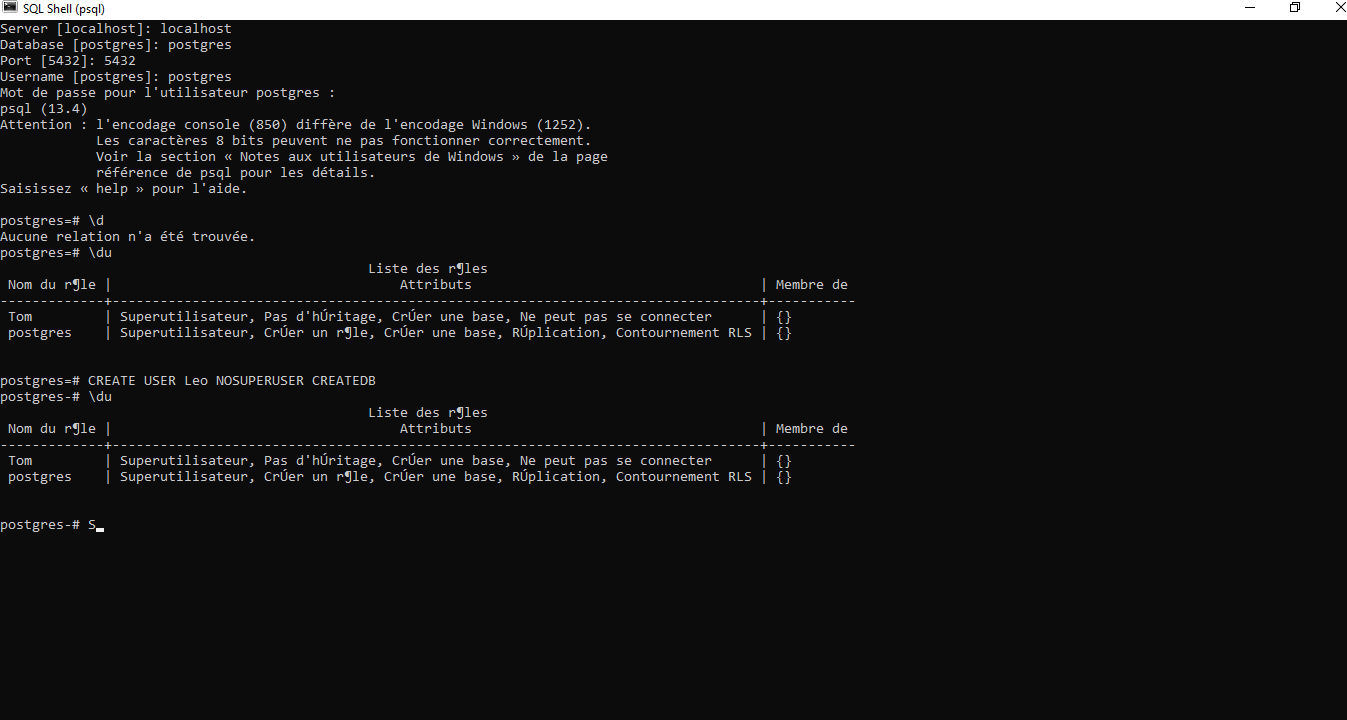 SQL Shell (psql)
Server [localhost]: localhost
Database [postgres]: postgres
Port [5432]: 5432
Username [postgres]: postgres
Mot de passe pour l'utilisateur postgres :
psql (13.4)
Attention : l'encodage console (850) diffère de l'encodage Windows (1252).
            Les caractères 8 bits peuvent ne pas fonctionner correctement.
            Voir la section « Notes aux utilisateurs de Windows » de la page
            référence de psql pour les détails.
Saisissez « help » pour l'aide.
postgres=# \d
Aucune relation n'a été trouvée.
postgres=# \du
                                              Liste des r¶les
 Nom du r¶le |                                    Attributs                                    | Membre de
-------------+---------------------------------------------------------------------------------+-----------
 Tom         | Superutilisateur, Pas d'hÚritage, CrÚer une base, Ne peut pas se connecter      | {}
 postgres    | Superutilisateur, CrÚer un r¶le, CrÚer une base, RÚplication, Contournement RLS | {}
postgres=# CREATE USER Leo NOSUPERUSER CREATEDB
postgres-# \du
                                              Liste des r¶les
 Nom du r¶le |                                    Attributs                                    | Membre de
-------------+---------------------------------------------------------------------------------+-----------
 Tom         | Superutilisateur, Pas d'hÚritage, CrÚer une base, Ne peut pas se connecter      | {}
 postgres    | Superutilisateur, CrÚer un r¶le, CrÚer une base, RÚplication, Contournement RLS | {}
postgres-# S